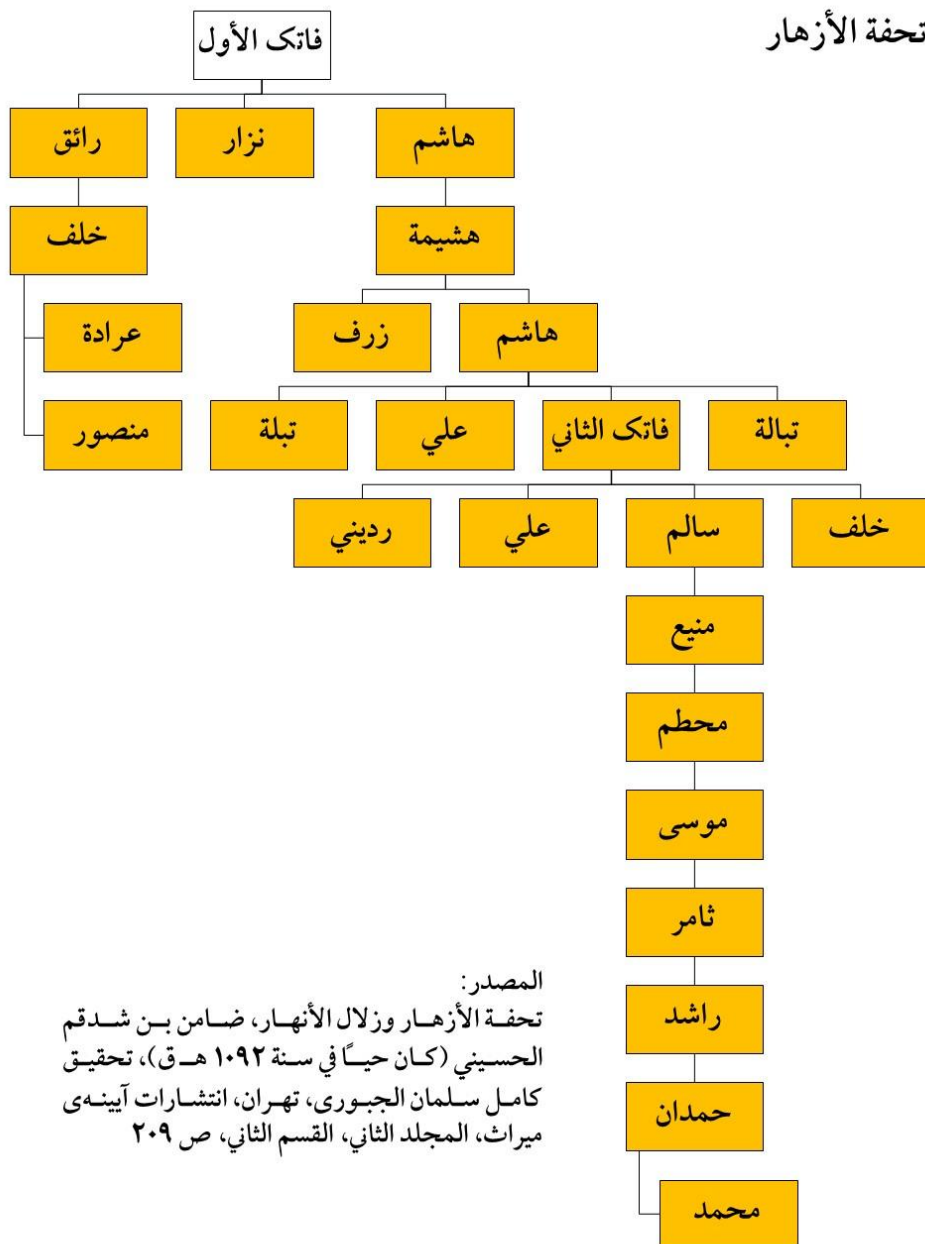 تحفة الأزهار
فاتک الأول
هاشم
نزار
رائق
هشيمة
خلف
هاشم
زرف
عرادة
تبالة
فاتک الثاني
علي
تبلة
منصور
خلف
سالم
علي
رديني
منيع
محطم
موسى
ثامر
راشد
حمدان
محمد
المصدر:
تحفة الأزهار وزلال الأنهار، ضامن بن شدقم
الحسيني (كان حيًا في سنة ١٠٩٢ هـ ق)، تحقيق
كامل سلمان الجبوری، تهران، انتشارات آیینه‌ی
میراث، المجلد الثاني، القسم الثاني، ص ٢٠٩